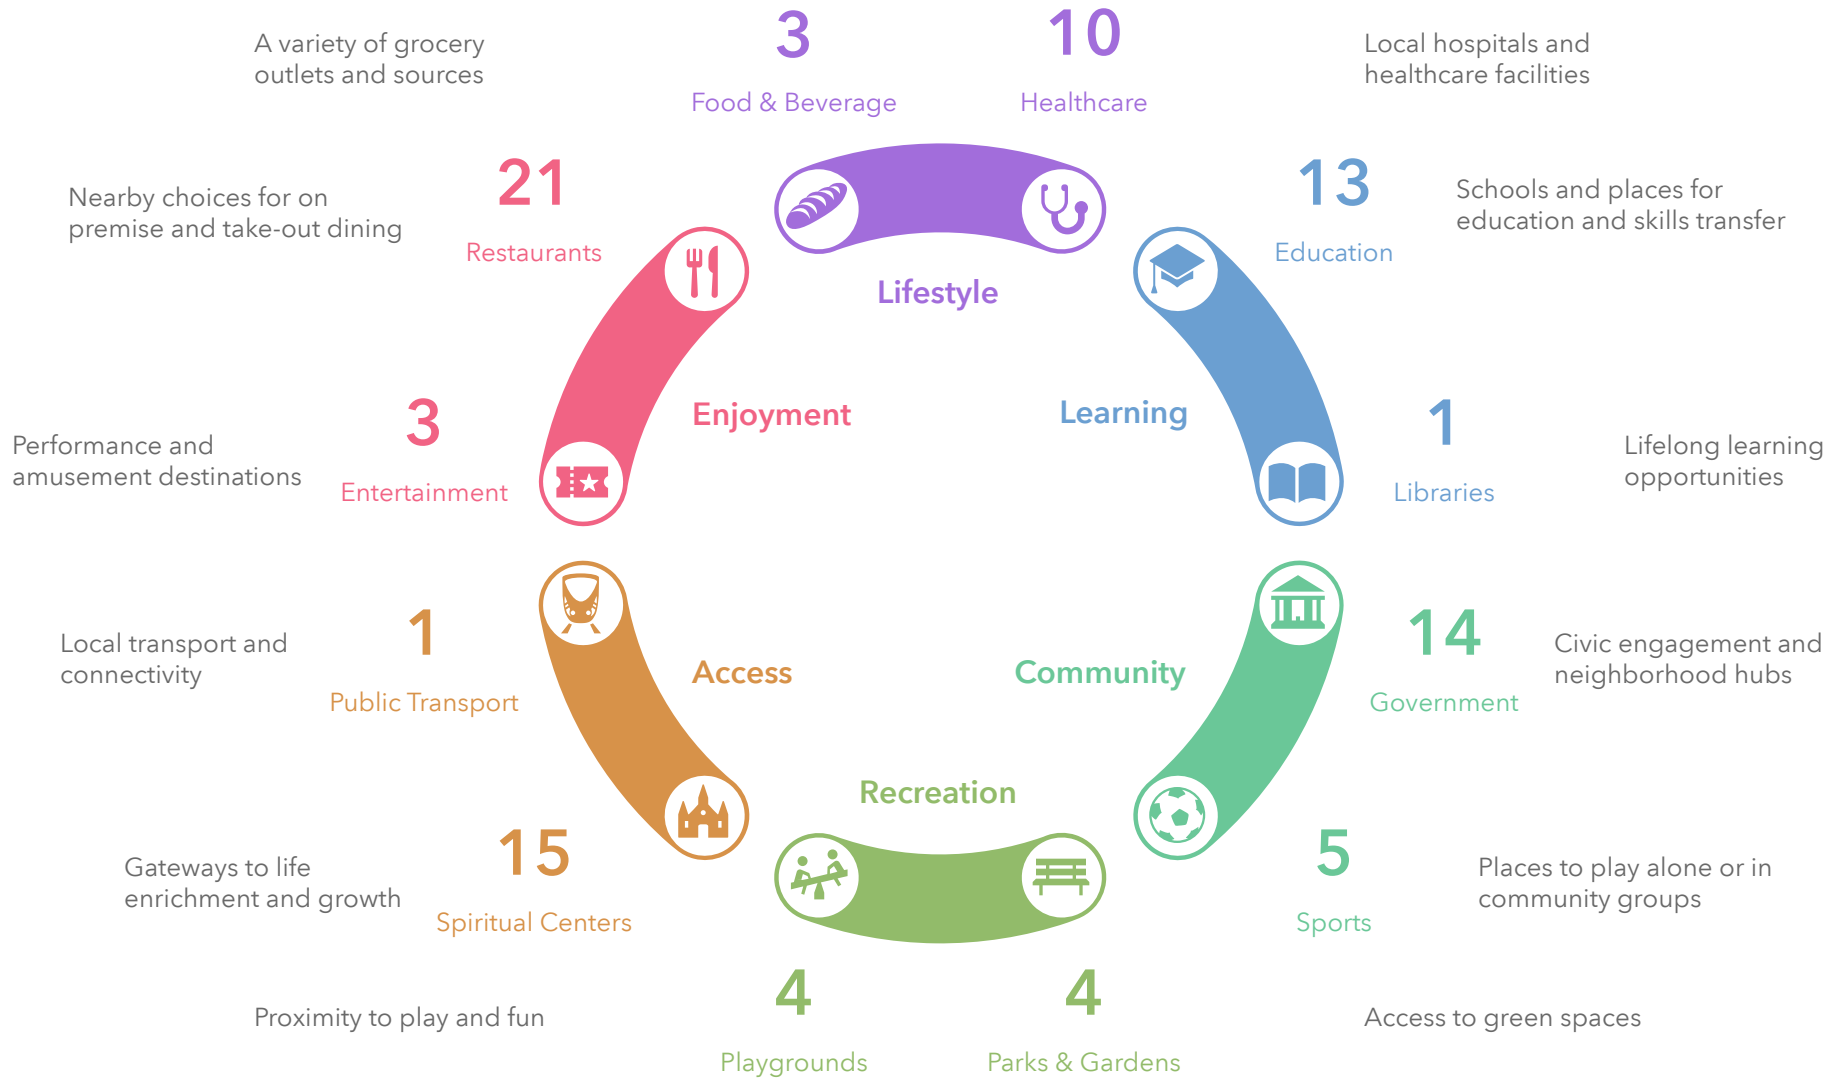 A variety of grocery
outlets and sources
3
Food & Beverage
10
Healthcare
Local hospitals and
healthcare facilities
Nearby choices for on
premise and take-out dining
21
Restaurants
Lifestyle
13
Education
Schools and places for
education and skills transfer
Performance and
amusement destinations
3
Entertainment
Enjoyment
Learning
1
Libraries
Lifelong learning
opportunities
Local transport and
connectivity
1
Public Transport
Access
Community
14
Government
Civic engagement and
neighborhood hubs
Gateways to life
enrichment and growth
15
Spiritual Centers
Recreation
5
Sports
Places to play alone or in
community groups
Proximity to play and fun
4
Playgrounds
4
Parks & Gardens
Access to green spaces